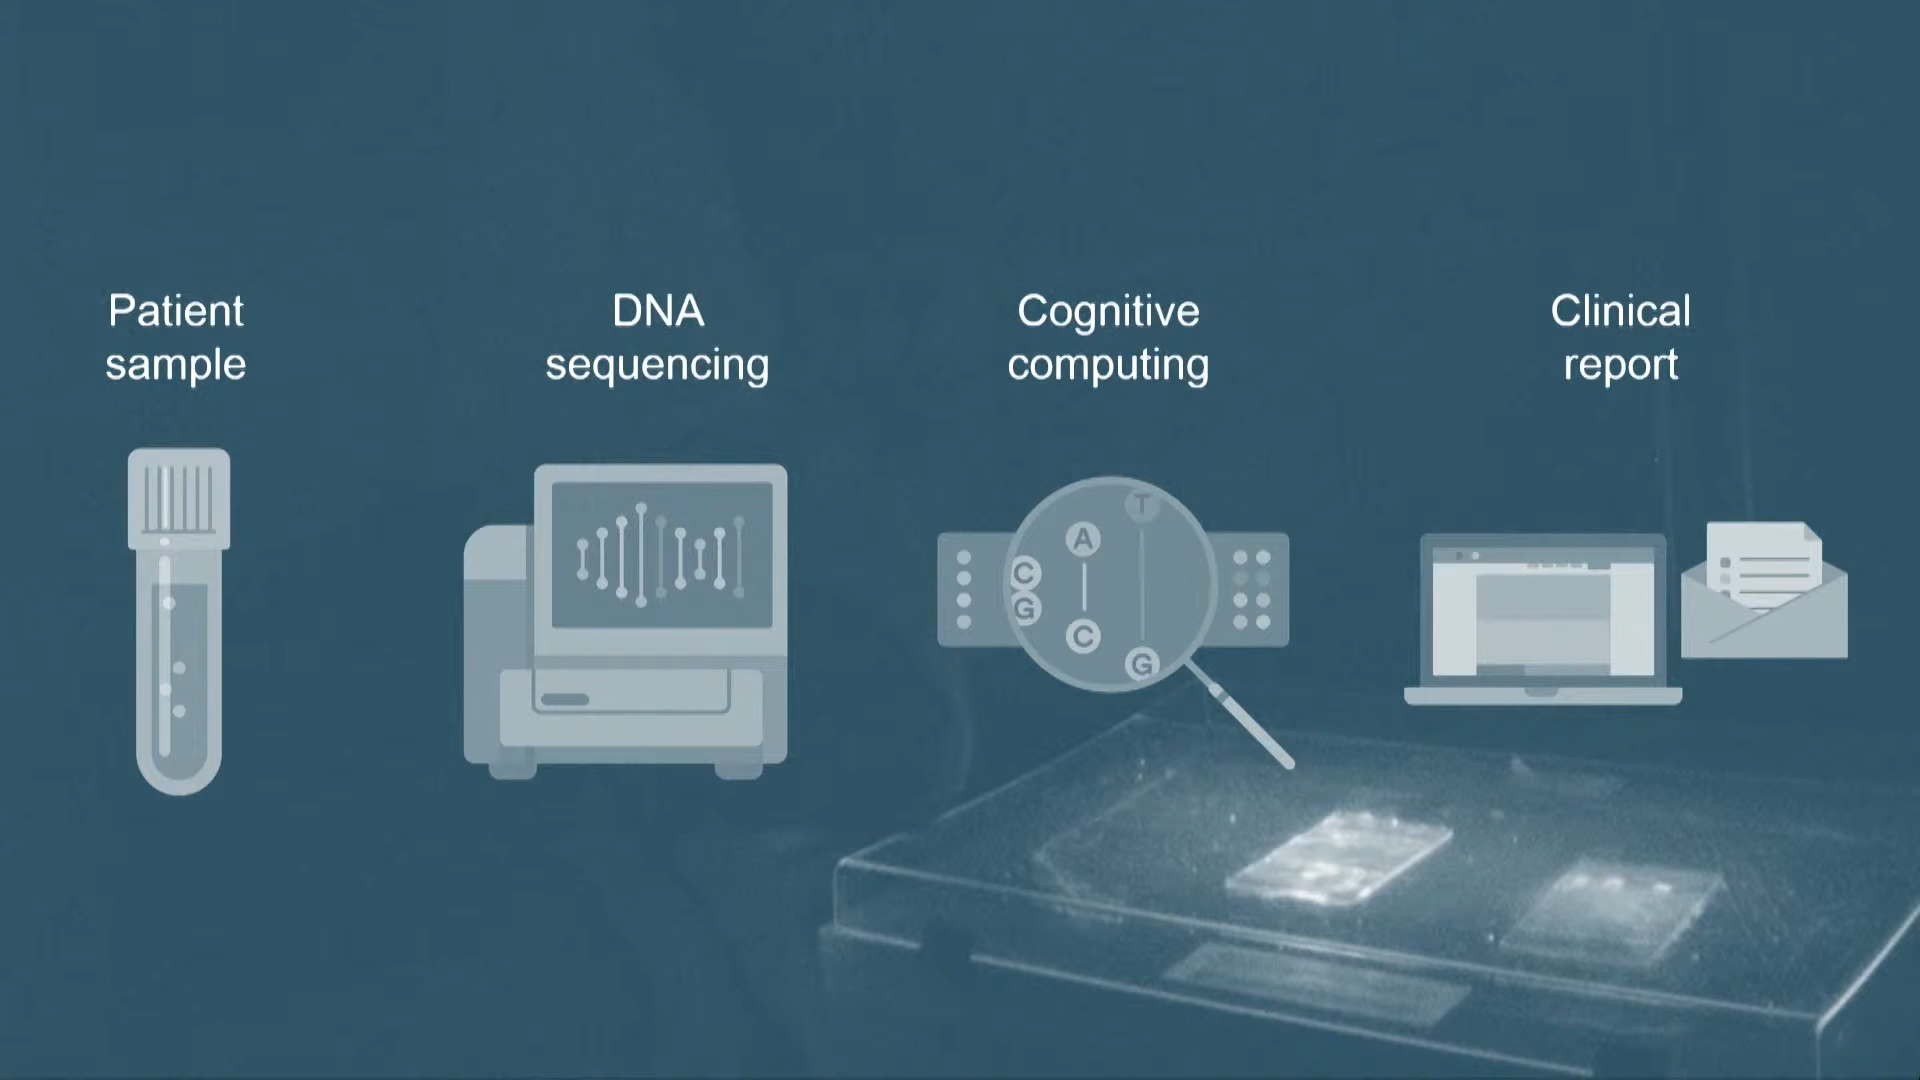 Patient
sample
DNA
sequencing
Cognitive
computing
Clinical
report
T
A
C
G
C
G